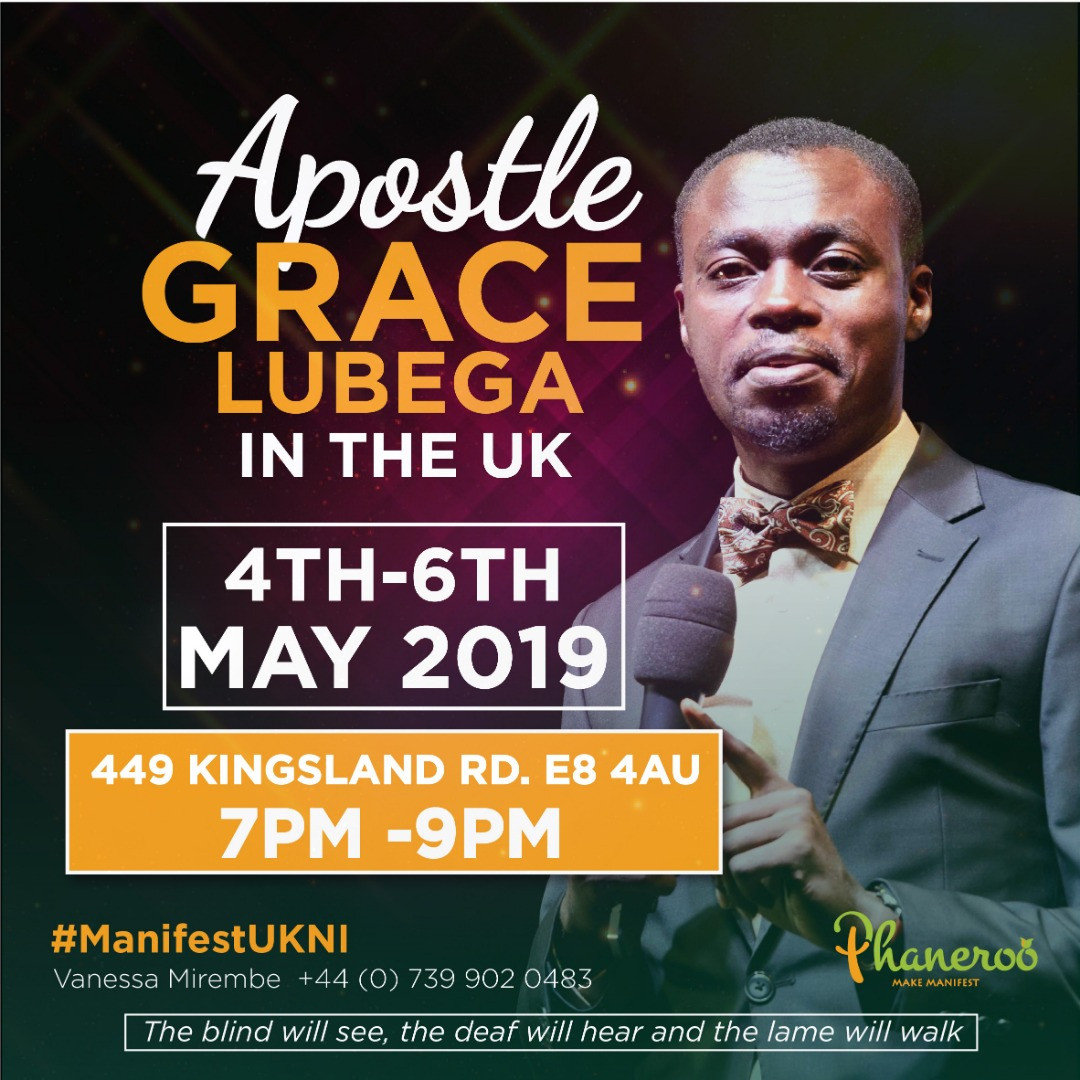 Apostle
GRACE
LUBEGA
IN THE UK
4TH-6TH
MAY 2019
449 KINGSLAND RD. E8 4AU
7PM -9PM
#ManifestUKNI
Vanessa Mirembe +44 (0) 739 902 0483
Phaneroo
MAKE MANIFEST
The blind will see, the deaf will hear and the lame will walk